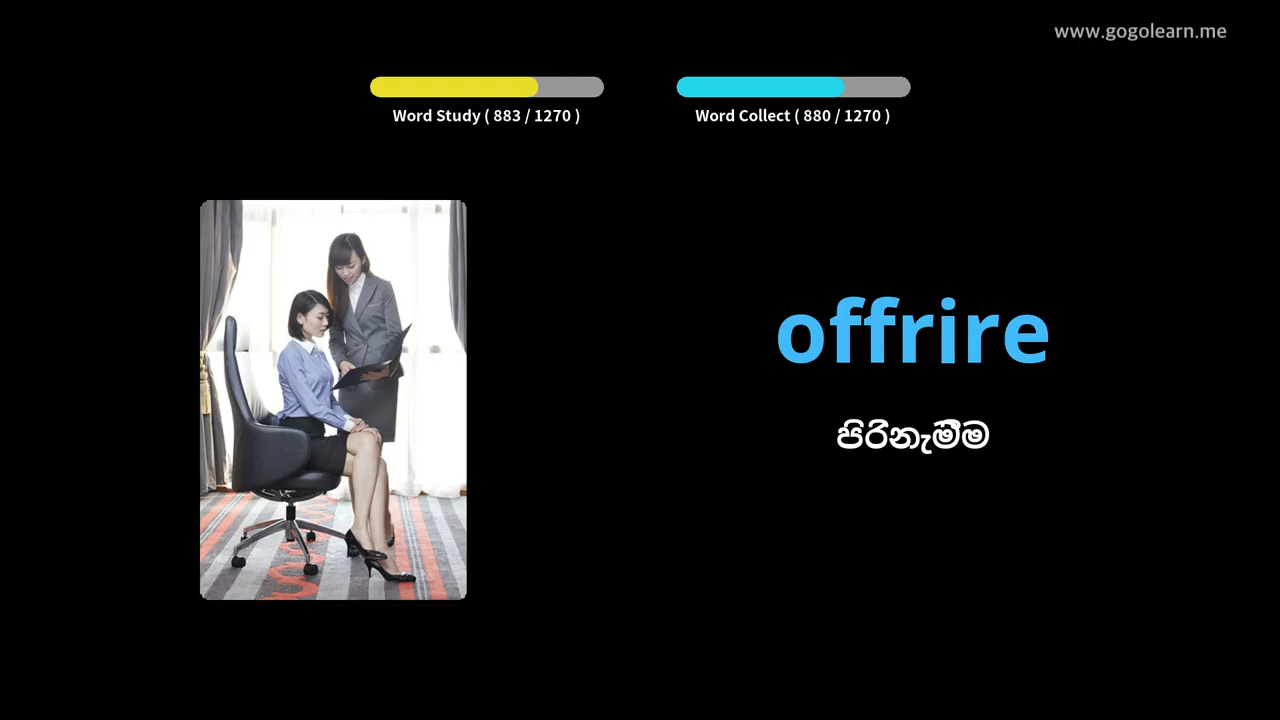 www.gogolearn.me
Word Study ( 883 / 1270 )
Word Collect ( 880 / 1270 )
offrire
පිරිනැමීම